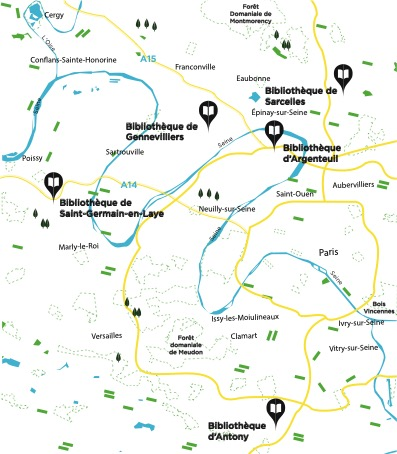 Cergy
Forêt
Domaniale de
Montmorency
L'Oise
Conflans-Sainte-Honorine
A15
Franconville
Eaubonne
Bibliothèque de
Sarcelles
Seine
Épinay-sur-Seine
Bibliothèque de
Gennevilliers
Seine
Bibliothèque
d'Argenteuil
Poissy
Sartrouville
A14
Aubervilliers
Saint-Ouen
Bibliothèque de
Saint-Germain-en-Laye
Neuilly-sur-Seine
Seine
Marly-le-Roi
Paris
Seine
Bois
Vincennes
Issy-les-Moiulineaux
Ivry-sur-Seine
Versailles
Forêt
domaniale
de Meudon
Clamart
Vitry-sur-Seine
Bibliothèque
d'Antony